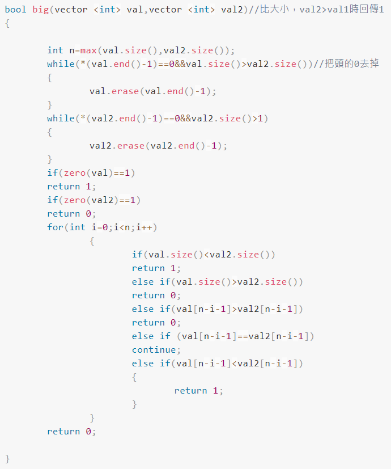 bool big(vector <int> val,vector <int> val2)//比大小，val2>val1時回傳1
{
int n=max(val.size(),val2.size());
while(*(val.end()-1)==0&&val.size()>val2.size())//把頭的0去掉
{
val.erase(val.end()-1);
}
while(*(val2.end()-1)==0&&val2.size()>1)
{
val2.erase(val2.end()-1);
}
if(zero(val)==1)
return 1;
if(zero(val2)==1)
return 0;
for(int i=0;i<n;i++)
{
if(val.size()<val2.size())
return 1;
else if(val.size()>val2.size())
return 0;
else if(val[n-i-1]>val2[n-i-1])
return 0;
else if (val[n-i-1]==val2[n-i-1])
continue;
else if(val[n-i-1]<val2[n-i-1])
{
return 1;
}
}
return 0;
}